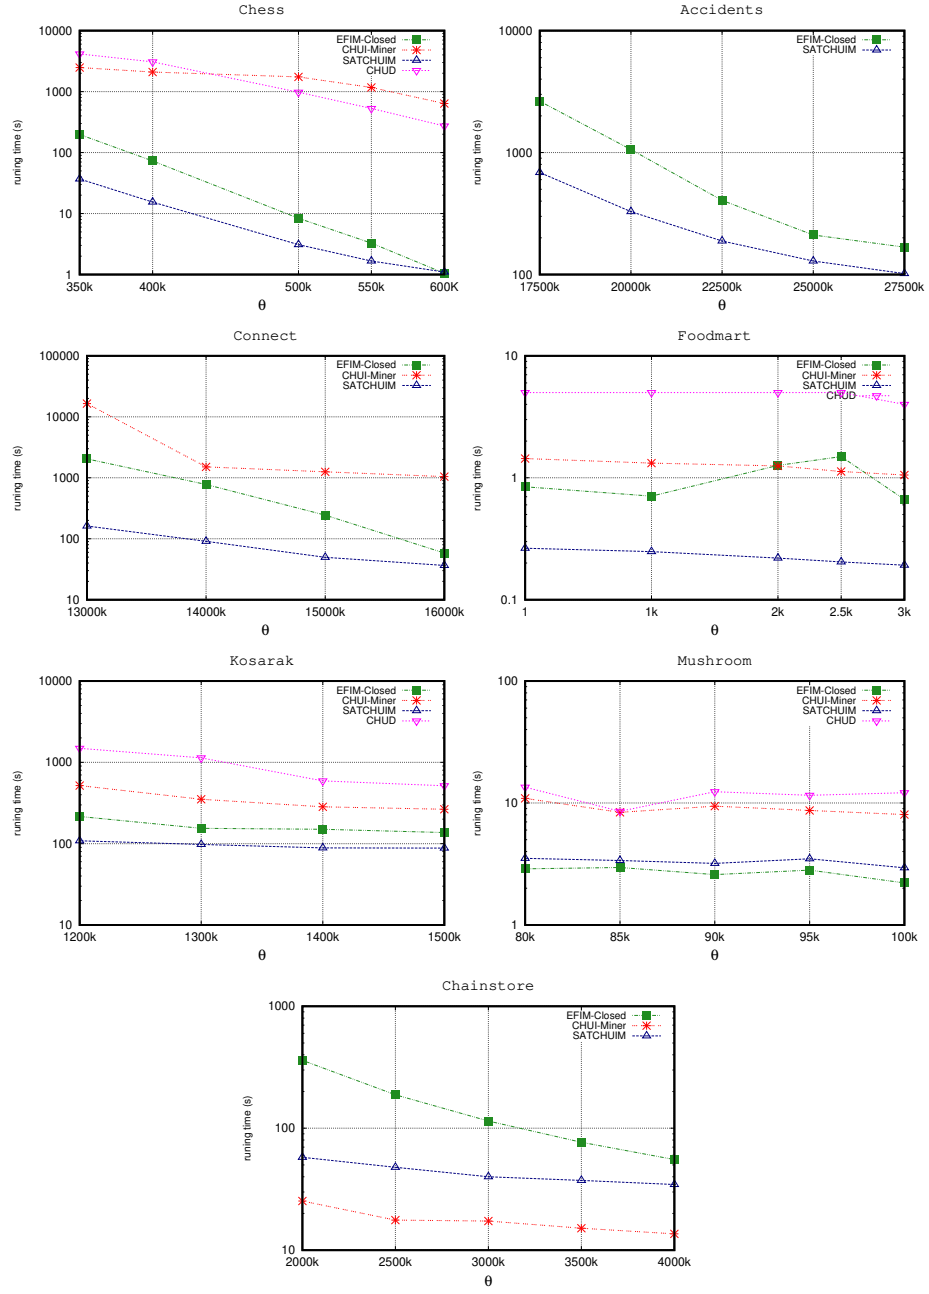 Chess
10000
1000
100
10
1
350k 400k 500k 550k 600k
runing time (s)
θ
EFIM-Closed
CHUI-Miner
SATCHUIM
CHUD
Accidents
10000
1000
100
17500k 20000k 22500k 25000k 27500k
runing time (s)
θ
EFIM-Closed
SATCHUIM
Connect
100000
10000
1000
100
10
13000k 14000k 15000k 16000k
runing time (s)
θ
EFIM-Closed
CHUI-Miner
SATCHUIM
Foodmart
10
1
0.1
1 1k 2k 2.5k 3k
runing time (s)
θ
EFIM-Closed
CHUI-Miner
SATCHUIM
CHUD
Kosarak
10000
1000
100
10
1200k 1300k 1400k 1500k
runing time (s)
θ
EFIM-Closed
CHUI-Miner
SATCHUIM
CHUD
Mushroom
100
10
1
80k 85k 90k 95k 100k
runing time (s)
θ
EFIM-Closed
CHUI-Miner
SATCHUIM
CHUD
Chainstore
1000
100
10
2000k 2500k 3000k 3500k 4000k
runing time (s)
θ
EFIM-Closed
CHUI-Miner
SATCHUIM